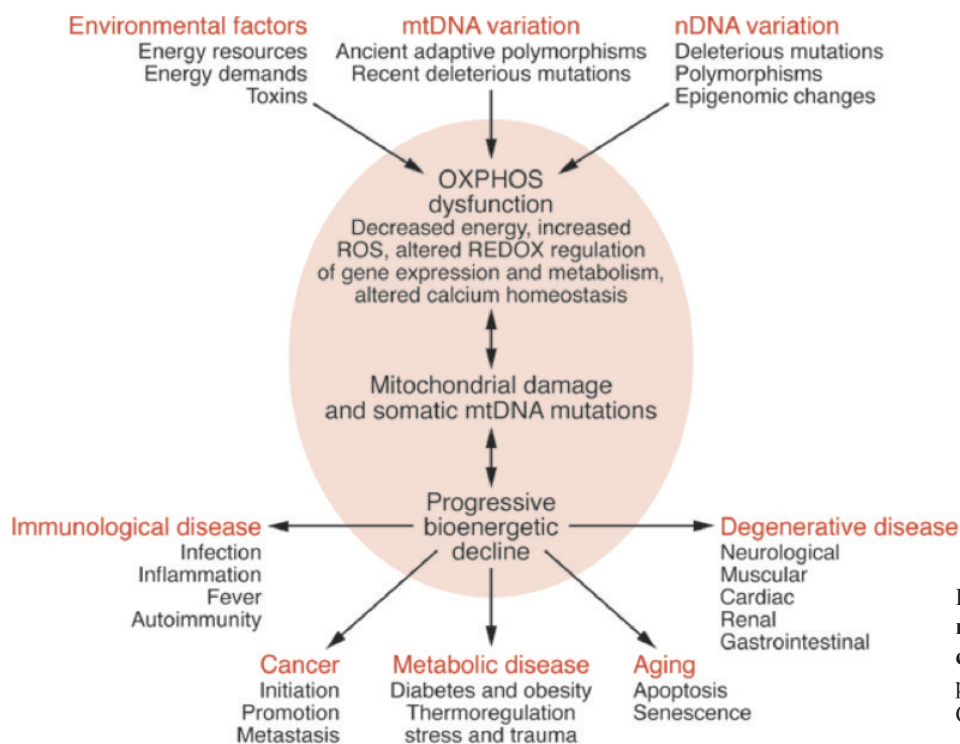 Environmental factors
Energy resources
Energy demands
Toxins
mtDNA variation
Ancient adaptive polymorphisms
Recent deleterious mutations
nDNA variation
Deleterious mutations
Polymorphisms
Epigenomic changes
OXPHOS
dysfunction
Decreased energy, increased
ROS, altered REDOX regulation
of gene expression and metabolism,
altered calcium homeostasis
Mitochondrial damage
and somatic mtDNA mutations
Progressive
bioenergetic
decline
Immunological disease
Infection
Inflammation
Fever
Autoimmunity
Degenerative disease
Neurological
Muscular
Cardiac
Renal
Gastrointestinal
Cancer
Initiation
Promotion
Metastasis
Metabolic disease
Diabetes and obesity
Thermoregulation
stress and trauma
Aging
Apoptosis
Senescence